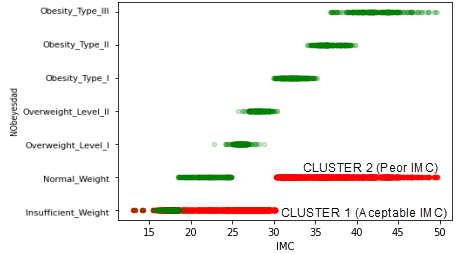 Obesity_Type_III
Obesity_Type_II
Obesity_Type_I
Overweight_Level_II
Overweight_Level_I
Normal_Weight
Insufficient_Weight
NObeyesdad
CLUSTER 2 (Peor IMC)
CLUSTER 1 (Aceptable IMC)
15 20 25 30 35 40 45 50
IMC